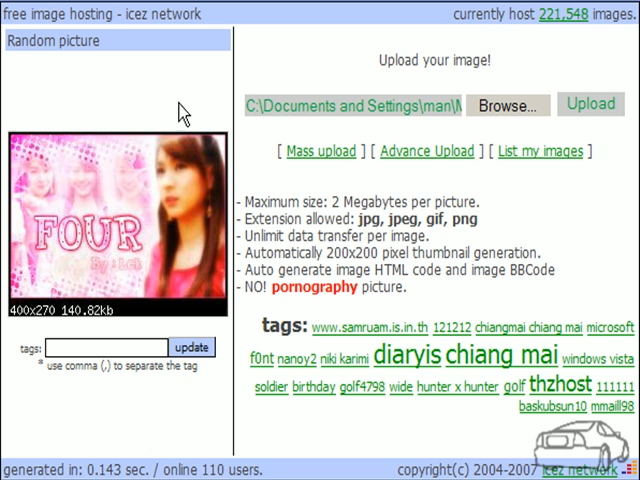 free image hosting - icez network
currently host 221,548 images.
Random picture
Upload your image!
C:\Documents and Settings\man\M
Browse...
Upload
[ Mass upload ] [ Advance Upload ] [ List my images ]
FOUR
By : Lck
400x270 140.82kb
- Maximum size: 2 Megabytes per picture.
- Extension allowed: jpg, jpeg, gif, png
- Unlimit data transfer per image.
- Automatically 200x200 pixel thumbnail generation.
- Auto generate image HTML code and image BBCode
- NO! pornography picture.
tags:
update
* use comma (,) to separate the tag
tags: www.samruam.is.in.th 121212 chiangmai chiang mai microsoft
f0nt nanoy2 niki karimi diaryis chiang mai windows vista
soldier birthday golf4798 wide hunter x hunter golf thzhost 111111
baskubsun10 mmaill98
generated in: 0.143 sec. / online 110 users.
copyright(c) 2004-2007 icez network